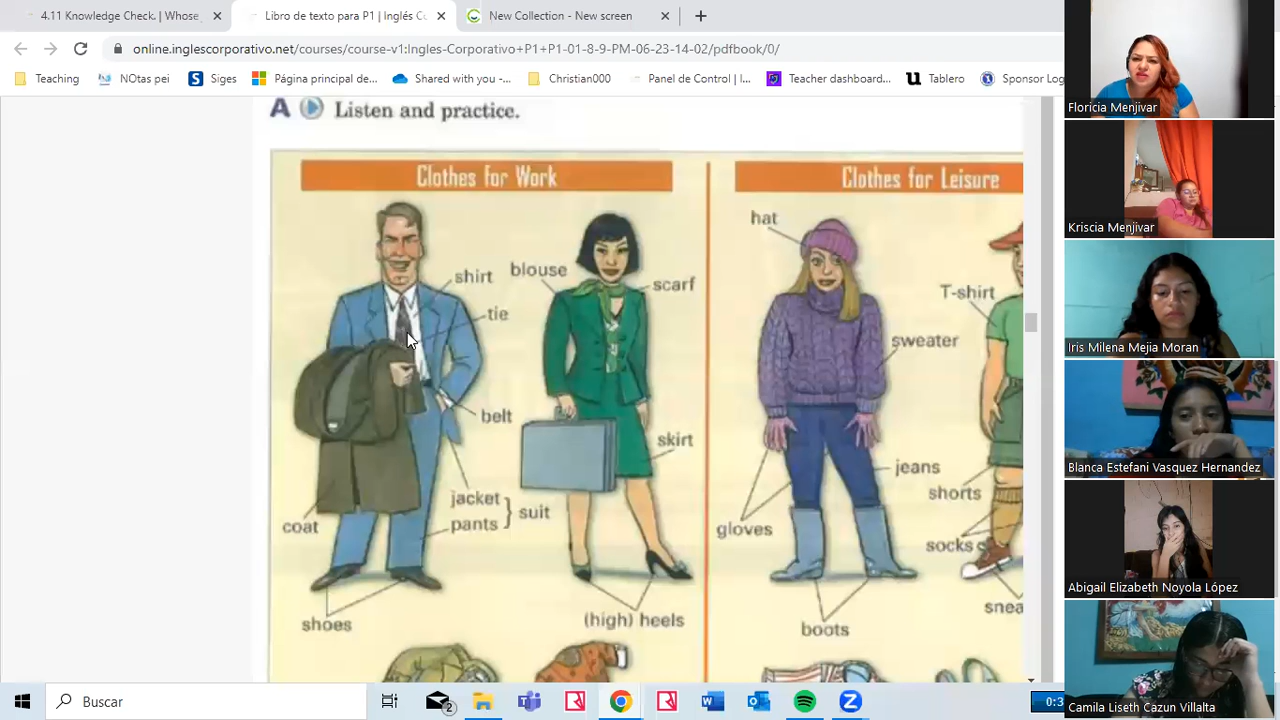 4.11 Knowledge Check. | Whose
Libro de texto para P1 | Inglés Co
New Collection - New screen
online.inglescorporativo.net/courses/course-v1:Ingles-Corporativo+P1+P1-01-8-9-PM-06-23-14-02/pdfbook/0/
Teaching
NOtas pei
Siges
Página principal de...
Shared with you -...
Christian000
Panel de Control | I...
Teacher dashboard...
Tablero
Sponsor Log
A Listen and practice.
Clothes for Work
Clothes for Leisure
shirt
tie
blouse
scarf
belt
skirt
jacket
pants
suit
coat
shoes
(high) heels
hat
T-shirt
sweater
jeans
shorts
gloves
socks
boots
snea
Floricia Menjivar
Kriscia Menjivar
Iris Milena Mejia Moran
Blanca Estefani Vasquez Hernandez
Abigail Elizabeth Noyola López
Camila Liseth Cazun Villalta
Buscar
2
0:3